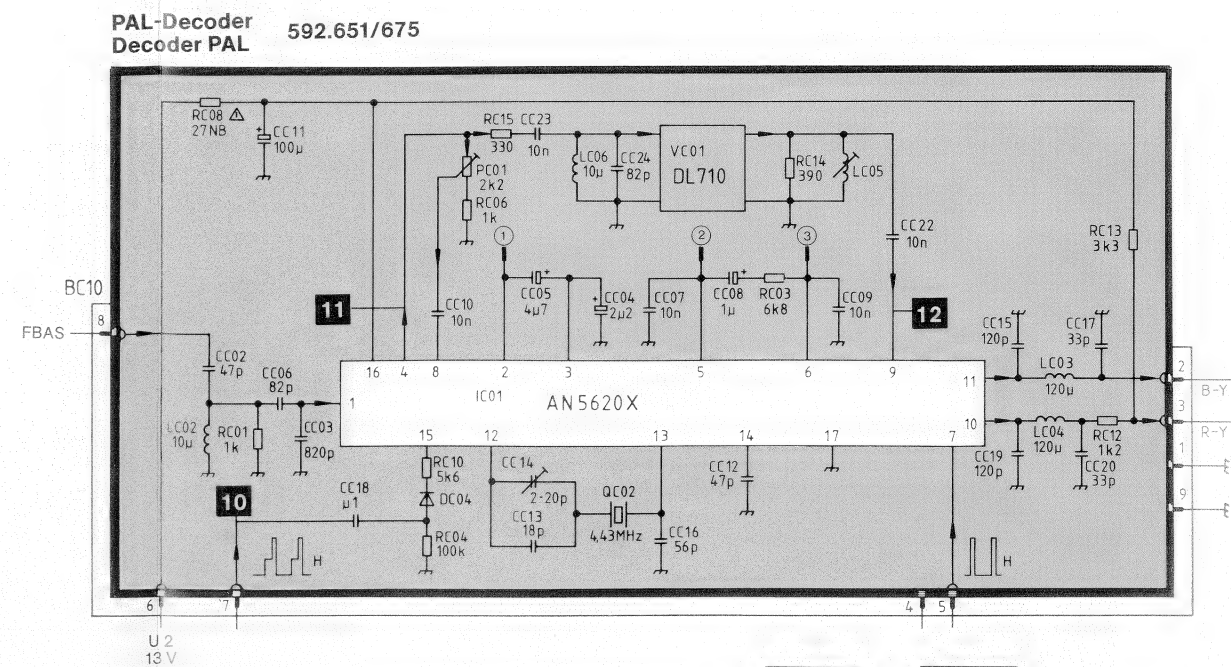 PAL-Decoder
Decoder PAL
592.651/675
RC08
27NB
CC11
+
100µ
RC15 CC23
330 10n
PC01
2k2
RC06
1k
LC06
10µ
CC24
82p
VC01
DL710
RC14
390
LC05
CC22
10n
RC13
3k3
1
2
3
BC10
8
FBAS
11
CC10
10n
+
CC05
4µ7
+
CC04
2µ2
CC07
10n
+
CC08
1µ
RC03
6k8
CC09
10n
12
CC15
120p
CC17
33p
LC03
120µ
2
B-Y
CC02
47p
CC06
82p
LC02
10µ
RC01
1k
CC03
820p
16 4 8 2 3 5 6 9
1
IC01
AN5620X
11
10
15 12 13 14 17 7
3
R-Y
LC04
120µ
RC12
1k2
CC19
120p
CC20
33p
1
E
9
E
RC10
5k6
CC14
2-20p
DC04
CC18
µ1
10
CC13
18p
QC02
4,43MHz
CC12
47p
RC04
100k
CC16
56p
H
H
6
7
4
5
U 2
13 V